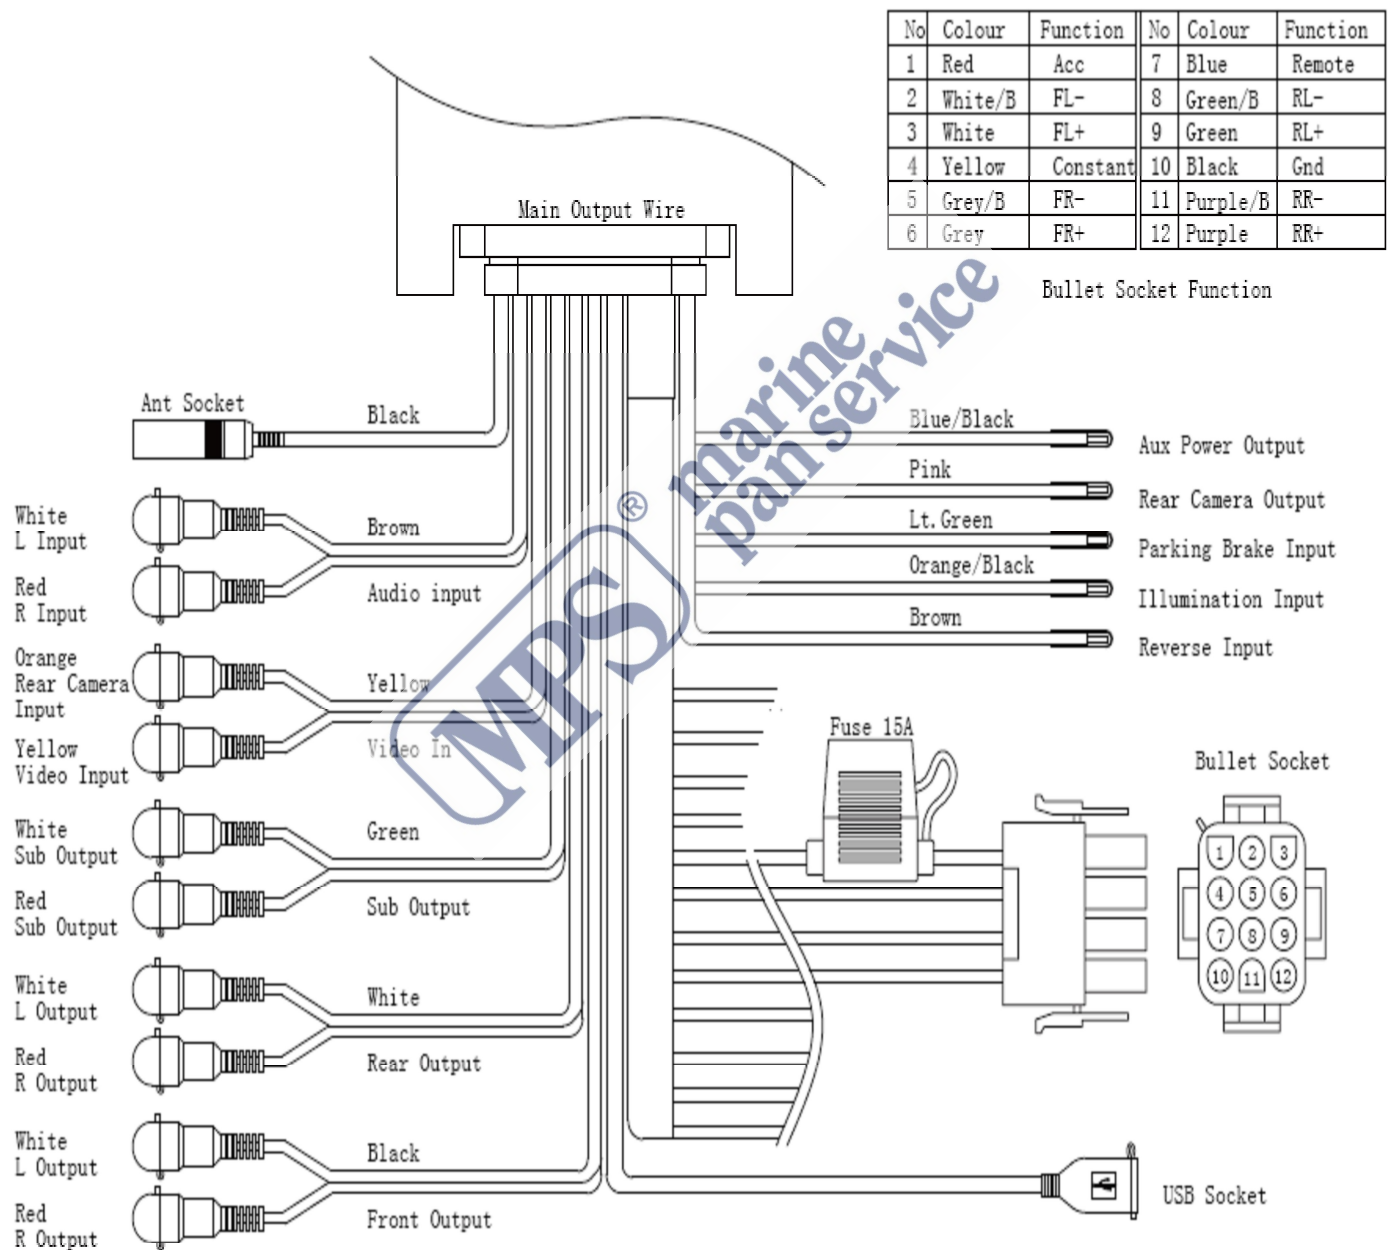 No Colour Function No Colour Function
1 Red Acc 7 Blue Remote
2 White/B FL- 8 Green/B RL-
3 White FL+ 9 Green RL+
4 Yellow Constant 10 Black Gnd
5 Grey/B FR- 11 Purple/B RR-
6 Grey FR+ 12 Purple RR+
Bullet Socket Function
Main Output Wire
Ant Socket
Black
White
L Input
Brown
Red
R Input
Audio input
Orange
Rear Camera
Input
Yellow
Yellow
Video Input
Video In
White
Sub Output
Green
Red
Sub Output
Sub Output
White
L Output
White
Red
R Output
Rear Output
White
L Output
Black
Red
R Output
Front Output
Blue/Black
Aux Power Output
Pink
Rear Camera Output
Lt.Green
Parking Brake Input
Orange/Black
Illumination Input
Brown
Reverse Input
Fuse 15A
Bullet Socket
1 2 3
4 5 6
7 8 9
10 11 12
USB Socket
MPS ®
marine
pan service